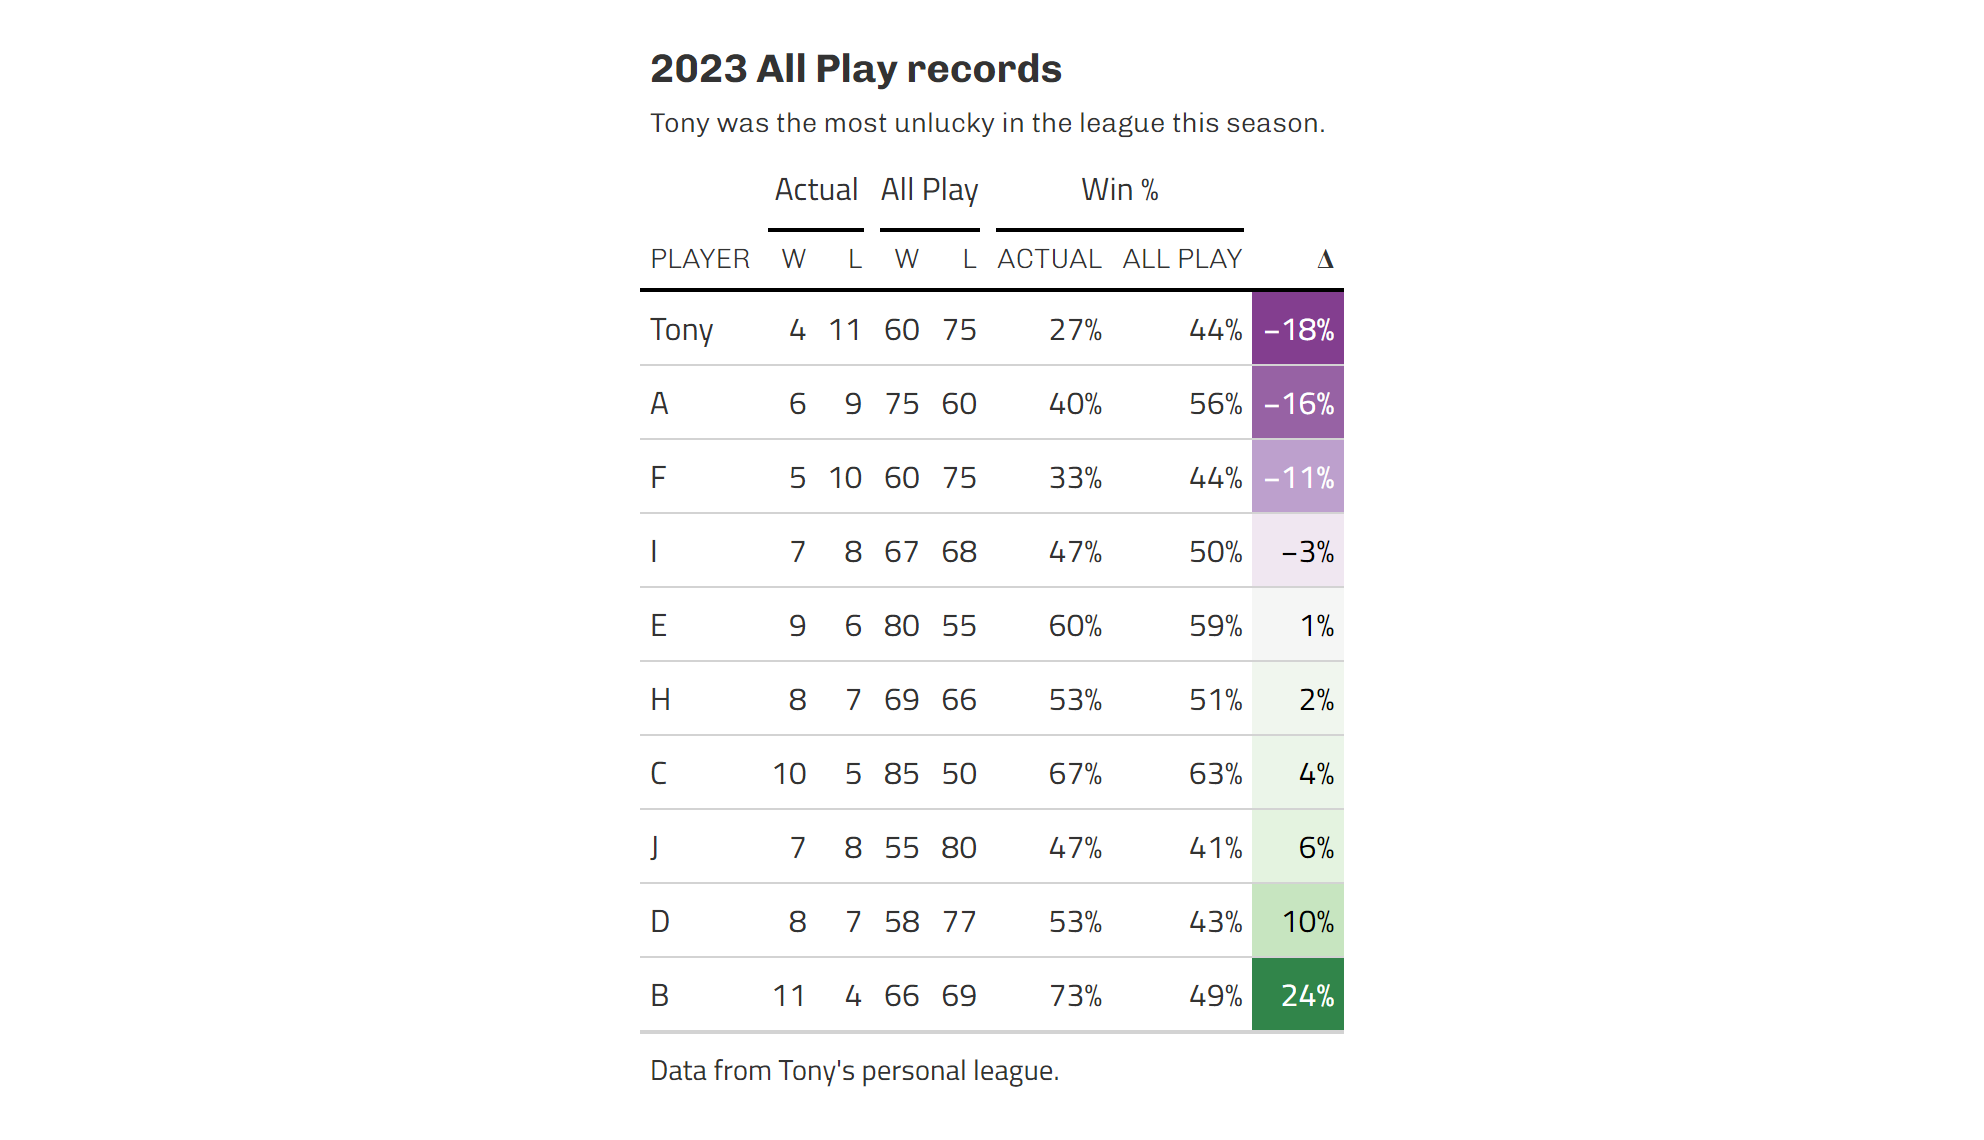 2023 All Play records
Tony was the most unlucky in the league this season.
Actual All Play Win %
PLAYER W L W L ACTUAL ALL PLAY Δ
Tony 4 11 60 75 27% 44% −18%
A 6 9 75 60 40% 56% −16%
F 5 10 60 75 33% 44% −11%
I 7 8 67 68 47% 50% −3%
E 9 6 80 55 60% 59% 1%
H 8 7 69 66 53% 51% 2%
C 10 5 85 50 67% 63% 4%
J 7 8 55 80 47% 41% 6%
D 8 7 58 77 53% 43% 10%
B 11 4 66 69 73% 49% 24%
Data from Tony's personal league.